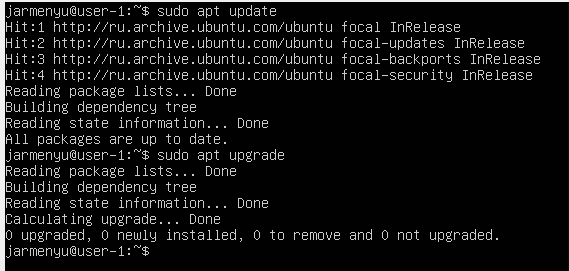 jarmenyu@user-1:~$ sudo apt update
Hit:1 http://ru.archive.ubuntu.com/ubuntu focal InRelease
Hit:2 http://ru.archive.ubuntu.com/ubuntu focal-updates InRelease
Hit:3 http://ru.archive.ubuntu.com/ubuntu focal-backports InRelease
Hit:4 http://ru.archive.ubuntu.com/ubuntu focal-security InRelease
Reading package lists... Done
Building dependency tree
Reading state information... Done
All packages are up to date.
jarmenyu@user-1:~$ sudo apt upgrade
Reading package lists... Done
Building dependency tree
Reading state information... Done
Calculating upgrade... Done
0 upgraded, 0 newly installed, 0 to remove and 0 not upgraded.
jarmenyu@user-1:~$